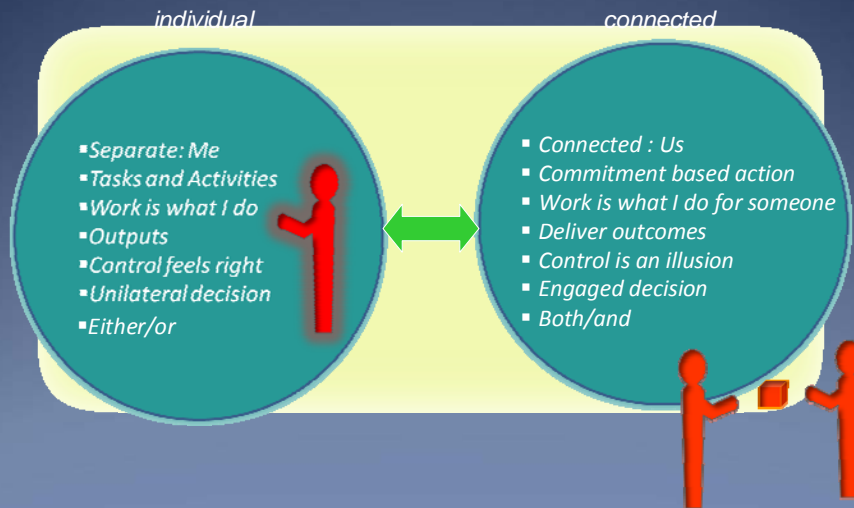 individual
▪Separate: Me
▪Tasks and Activities
▪Work is what I do
▪Outputs
▪Control feels right
▪Unilateral decision
▪Either/or
connected
▪ Connected : Us
▪ Commitment based action
▪ Work is what I do for someone
▪ Deliver outcomes
▪ Control is an illusion
▪ Engaged decision
▪ Both/and